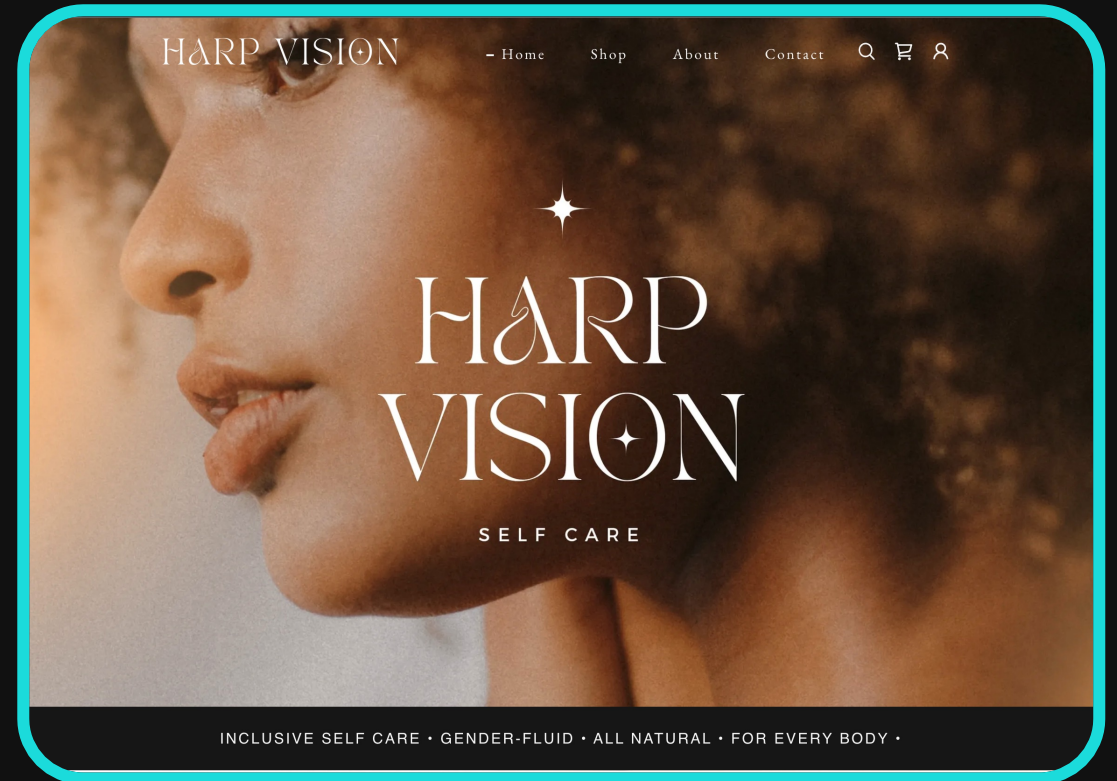 HARP VISION
Home Shop About Contact
HARP
VISION
SELF CARE
INCLUSIVE SELF CARE • GENDER-FLUID • ALL NATURAL • FOR EVERY BODY •